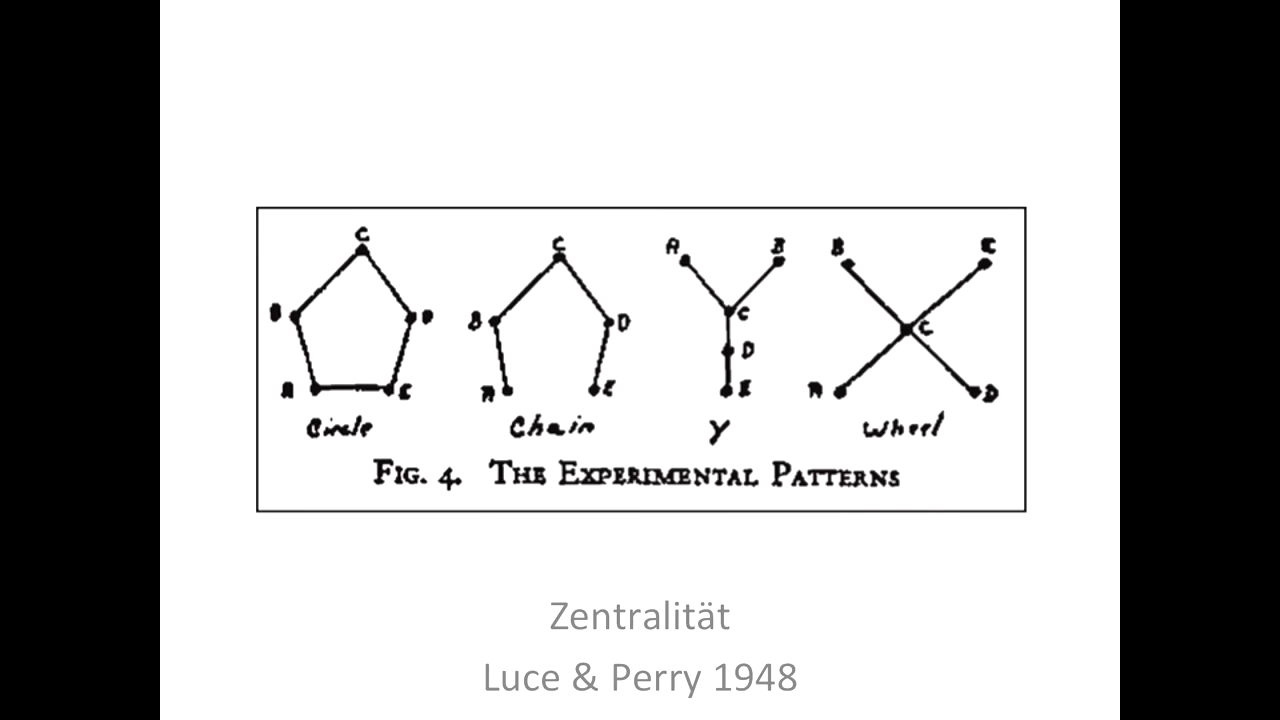 C
B
D
A
E
Circle
C
B
D
A
E
Chain
A
B
C
D
E
Y
B
E
C
A
D
Wheel
FIG. 4. THE EXPERIMENTAL PATTERNS
Zentralität
Luce & Perry 1948